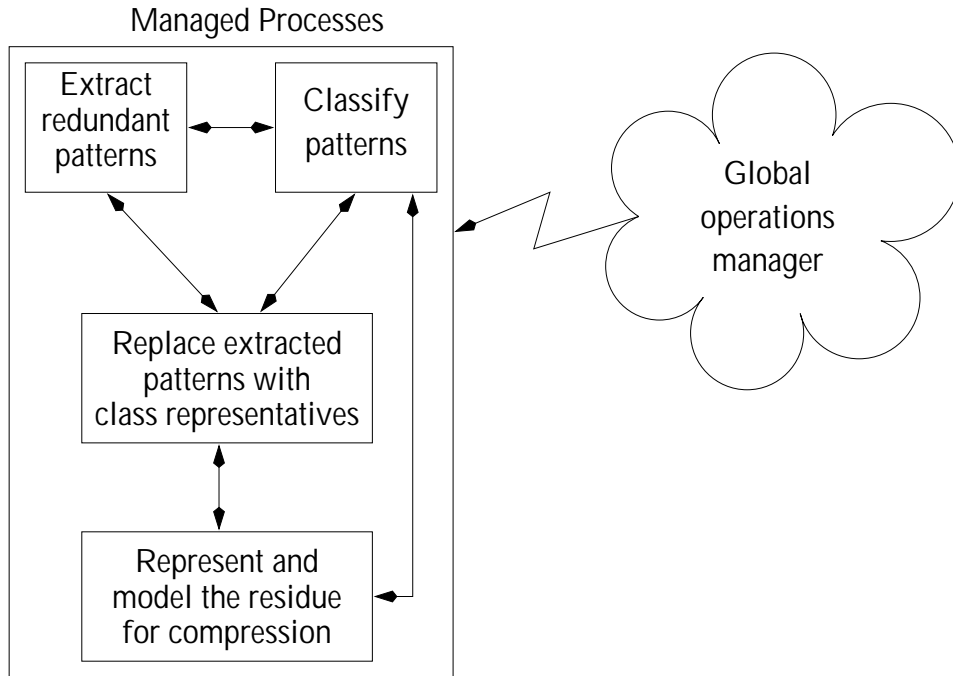 Managed Processes
Extract
redundant
patterns
Classify
patterns
Global
operations
manager
Replace extracted
patterns with
class representatives
Represent and
model the residue
for compression